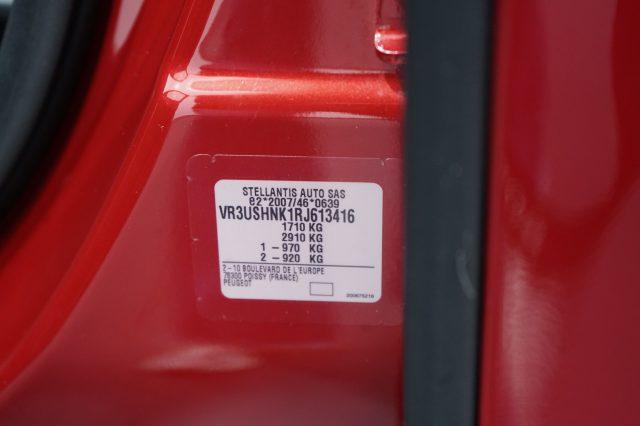 STELLANTIS AUTO SAS
e2*2007/46*0639
VR3USHNK1RJ613416
1710 KG
2910 KG
1 - 970 KG
2 - 920 KG
2-10 BOULEVARD DE L'EUROPE
78300 POISSY (FRANCE)
PEUGEOT